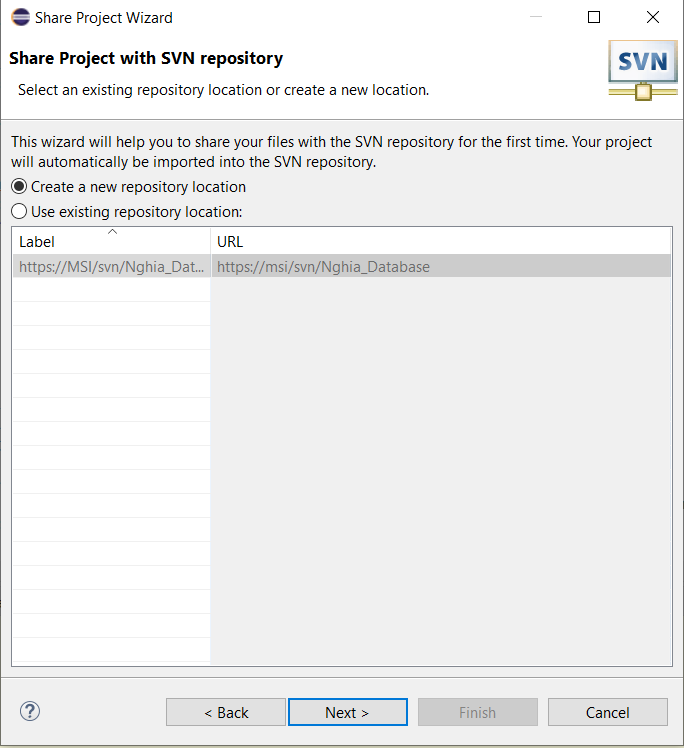 Share Project Wizard
Share Project with SVN repository
Select an existing repository location or create a new location.
SVN
This wizard will help you to share your files with the SVN repository for the first time. Your project
will automatically be imported into the SVN repository.
Create a new repository location
Use existing repository location:
Label URL
https://MSI/svn/Nghia_Dat... https://msi/svn/Nghia_Database
? < Back Next > Finish Cancel